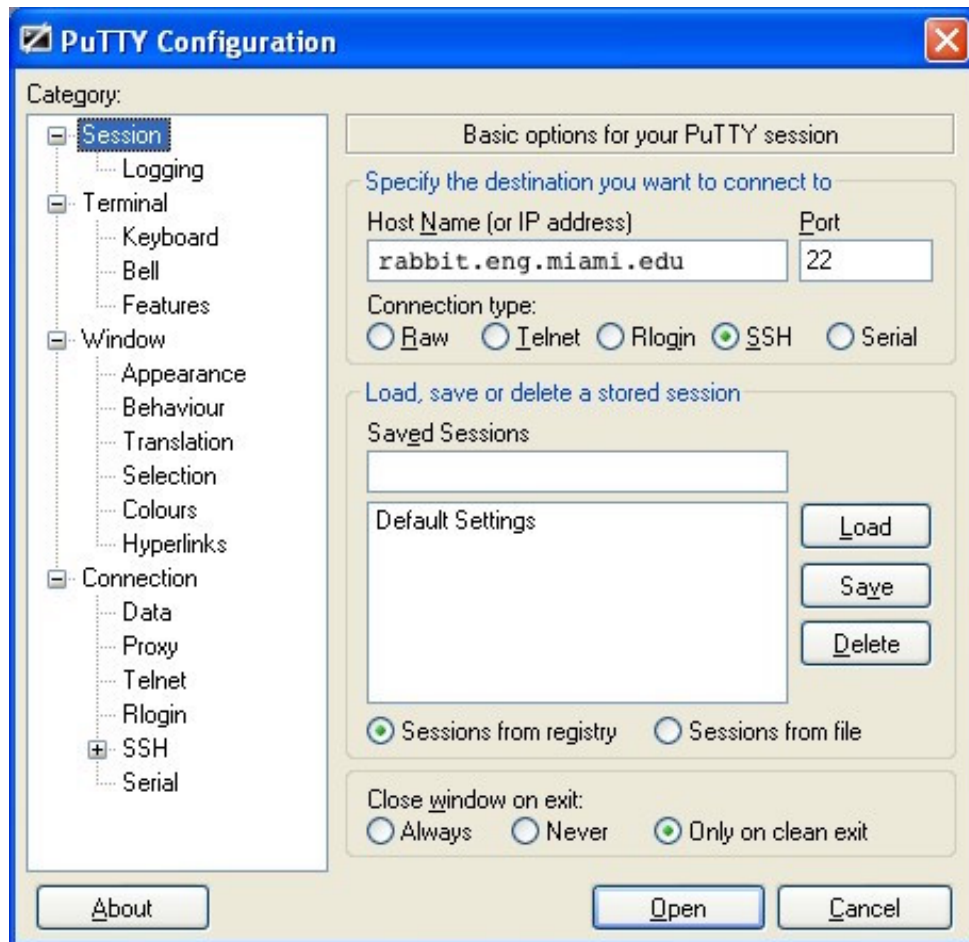 PuTTY Configuration
Category:
Session
Logging
Terminal
Keyboard
Bell
Features
Window
Appearance
Behaviour
Translation
Selection
Colours
Hyperlinks
Connection
Data
Proxy
Telnet
Rlogin
SSH
Serial
Basic options for your PuTTY session
Specify the destination you want to connect to
Host Name (or IP address) Port
rabbit.eng.miami.edu 22
Connection type:
Raw Telnet Rlogin SSH Serial
Load, save or delete a stored session
Saved Sessions
Default Settings
Load
Save
Delete
Sessions from registry Sessions from file
Close window on exit:
Always Never Only on clean exit
About Open Cancel